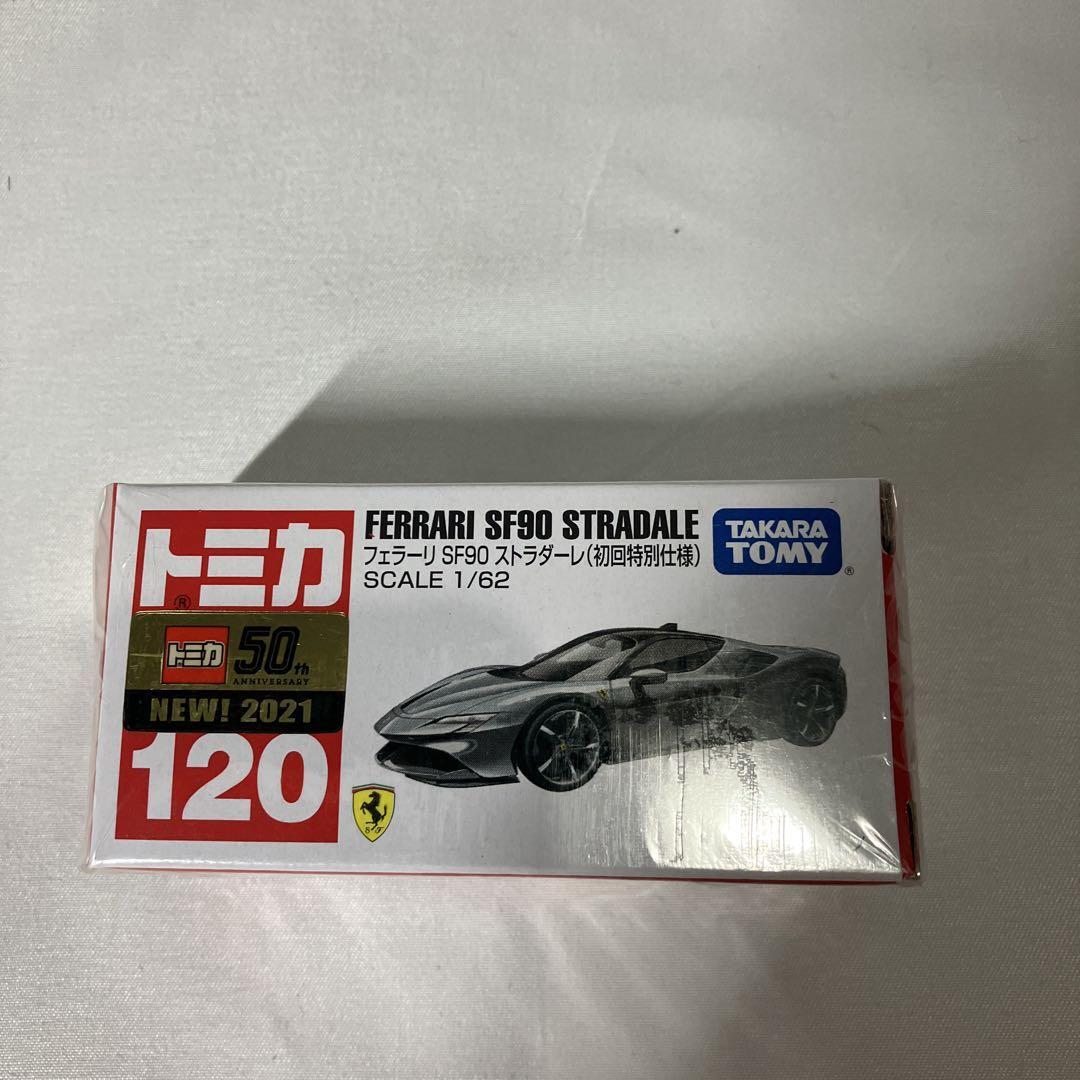 トミカ
®
トミカ 50th
ANNIVERSARY
NEW! 2021
120
FERRARI SF90 STRADALE
フェラーリ SF90 ストラダーレ(初回特別仕様)
SCALE 1/62
TAKARA
TOMY
®
S F